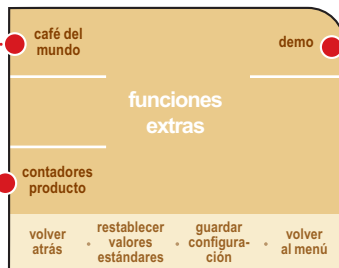 café del
mundo
demo
funciones
extras
contadores
producto
volver
atrás
restablecer
valores
estándares
guardar
configura-
ción
volver
al menú